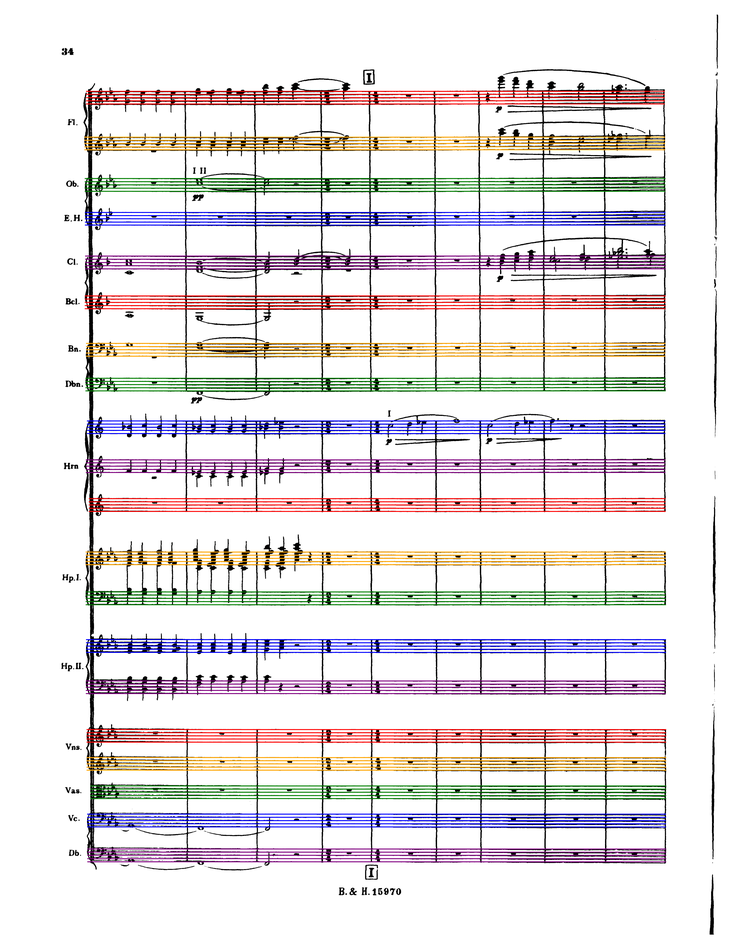 34
I
Fl.
p
p
I II
Ob.
pp
E.H.
Cl.
p
Bcl.
Bn.
Dbn.
pp
I
p
p
Hrn
Hp.I.
Hp.II.
Vns.
Vas.
Vc.
Db.
I
B. & H. 15970